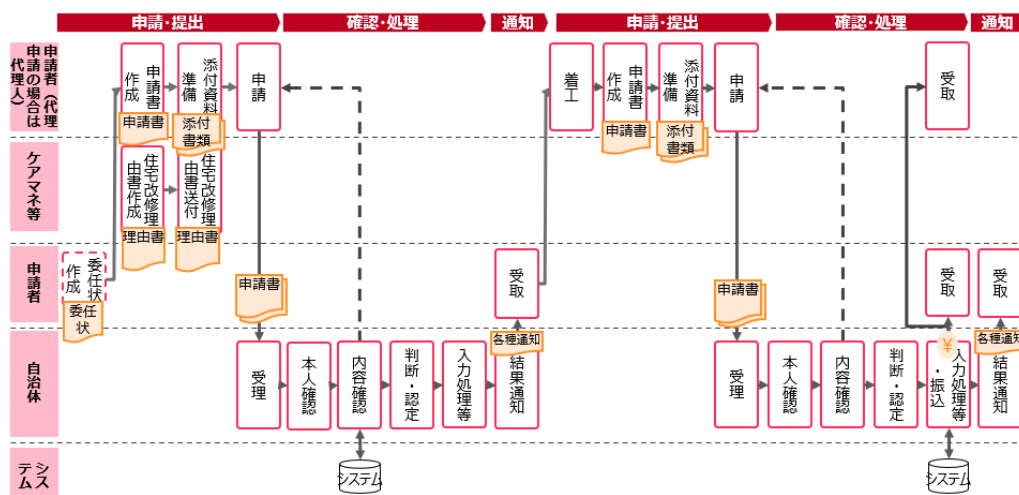 申請・提出
確認・処理
通知
申請・提出
確認・処理
通知
申請者（代理
申請の場合は
代理人）
申請書
作成
申請書
添付資料
準備
添付
書類
申請
着工
申請書
作成
申請書
添付資料
準備
添付
書類
申請
受取
ケアマネ等
住宅改修理
由書作成
理由書
住宅改修理
由書送付
理由書
申請者
委任状
作成
委任
状
申請書
受取
申請書
受取
受取
自治体
受理
本人確認
内容確認
判断・認定
入力処理等
各種通知
結果通知
受理
本人確認
内容確認
判断・認定
¥
入力処理等
・振込
各種通知
結果通知
シス
テム
システム
システム